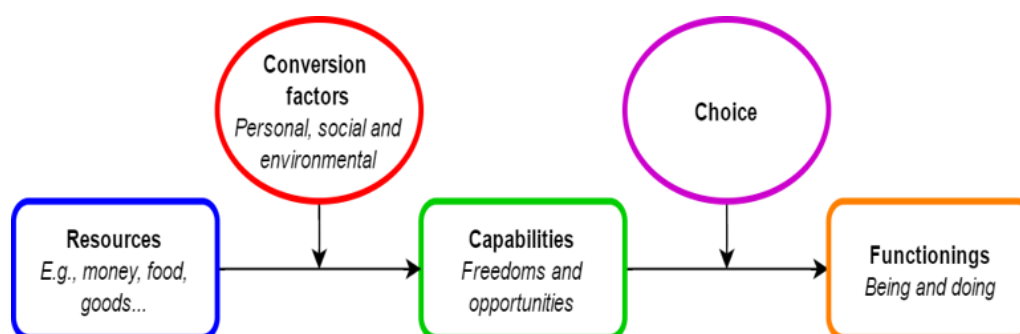 Conversion
factors
Personal, social and
environmental
Choice
Resources
E.g., money, food,
goods...
Capabilities
Freedoms and
opportunities
Functionings
Being and doing